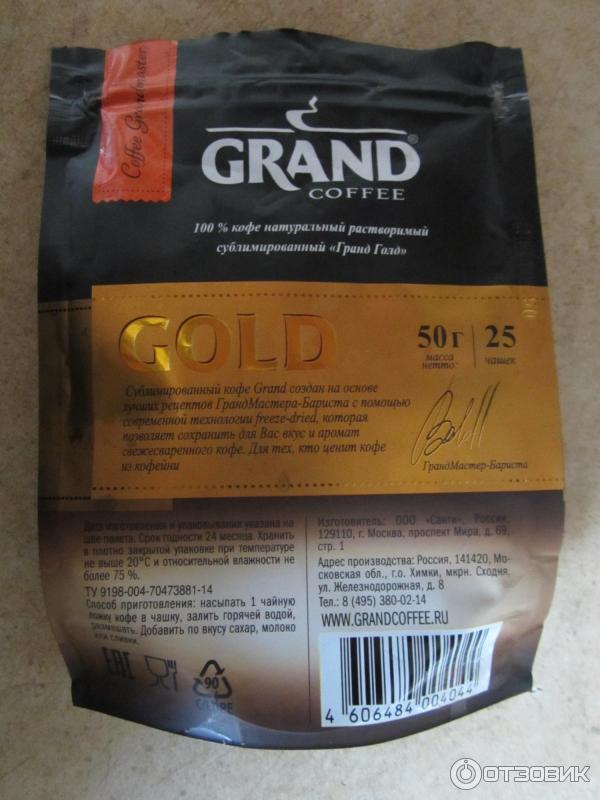 Coffee Grandmaster
GRAND®
COFFEE
100 % кофе натуральный растворимый
сублимированный «Гранд Голд»
GOLD
50 г
масса
нетто:
25
чашек
Сублимированный кофе Grand создан на основе
лучших рецептов ГрандМастера-Бариста с помощью
современной технологии freeze-dried, которая
позволяет сохранить для Вас вкус и аромат
свежесваренного кофе. Для тех, кто ценит кофе
из кофейни
ГрандМастер-Бариста
Дата изготовления и упаковывания указана на
шве пакета. Срок годности 24 месяца. Хранить
в плотно закрытой упаковке при температуре
не выше 20°С и относительной влажности не
более 75 %.
ТУ 9198-004-70473881-14
Способ приготовления: насыпать 1 чайную
ложку кофе в чашку, залить горячей водой,
размешать. Добавить по вкусу сахар, молоко
или сливки.
EAC
90
C/LDPE
Изготовитель: ООО «Санти», Россия,
129110, г. Москва, проспект Мира, д. 69,
стр. 1
Адрес производства: Россия, 141420, Мо-
сковская обл., г.о. Химки, мкрн. Сходня,
ул. Железнодорожная, д. 8
Тел.: 8 (495) 380-02-14
WWW.GRANDCOFFEE.RU
4 606484 004044
ОТЗОВИК